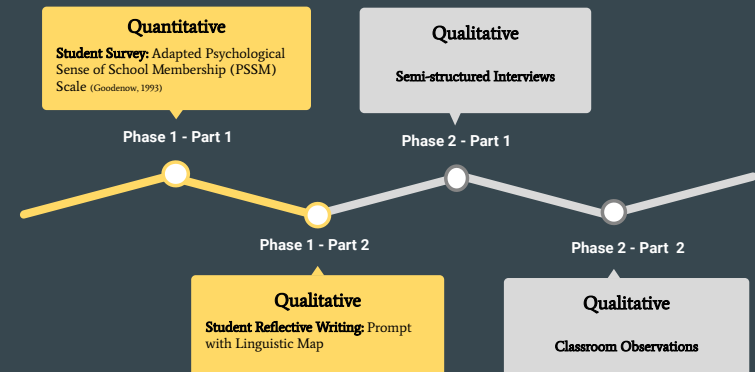 Quantitative
Student Survey: Adapted Psychological
Sense of School Membership (PSSM)
Scale (Goodenow, 1993)
Phase 1 - Part 1
Qualitative
Student Reflective Writing: Prompt
with Linguistic Map
Phase 1 - Part 2
Qualitative
Semi-structured Interviews
Phase 2 - Part 1
Phase 2 - Part 2
Qualitative
Classroom Observations